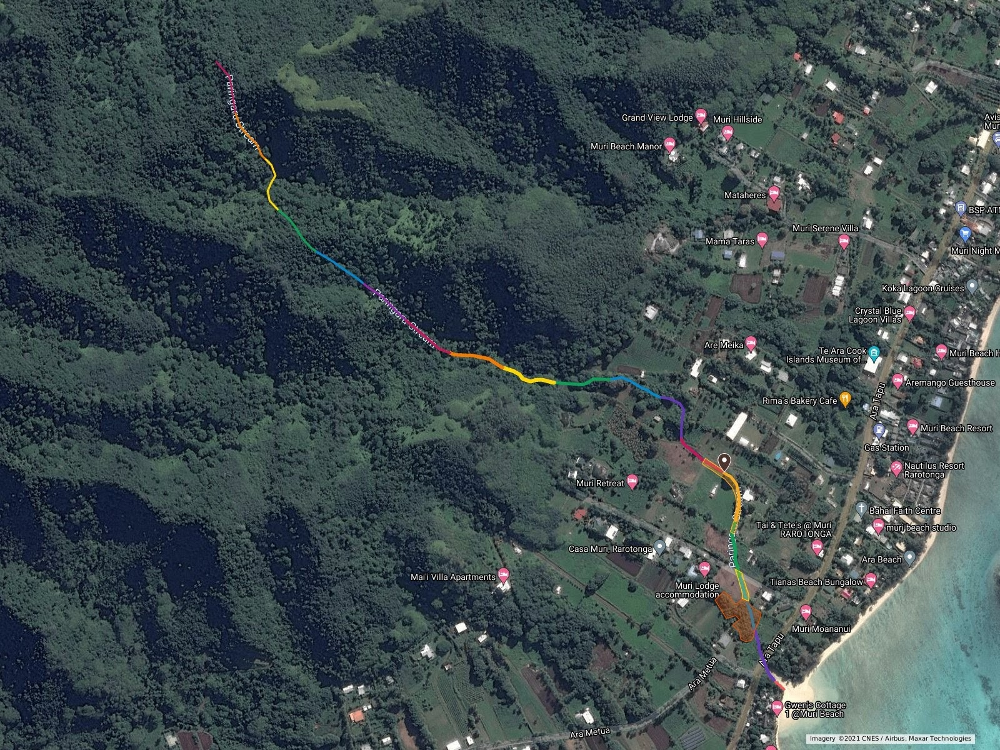 Paringaru Stream
Grand View Lodge
Muri Hillside
Muri Beach Manor
Avis
Mur
Mataheres
BSP ATM
Muri Serene Villa
Mama Taras
Muri Night M
Koka Lagoon Cruises
Crystal Blue
Lagoon Villas
Paringaru Stream
Are Meika
Te Ara Cook
Islands Museum of...
Muri Beach H
Aremango Guesthouse
Ara Tapu
Rima's Bakery Cafe
Muri Beach Resort
Gas Station
Nautilus Resort
Rarotonga
Muri Retreat
Bahai Faith Centre
muri beach studio
Tai & Tete's @ Muri
RAROTONGA
Casa Muri, Rarotonga
Ara Beach
Mai'i Villa Apartments
Muri Lodge
accommodation
Tianas Beach Bungalow
Muri Moananui
Ara Tapu
Ara Metua
Gwen's Cottage
1 @Muri Beach
Ara Metua
Imagery ©2021 CNES / Airbus, Maxar Technologies